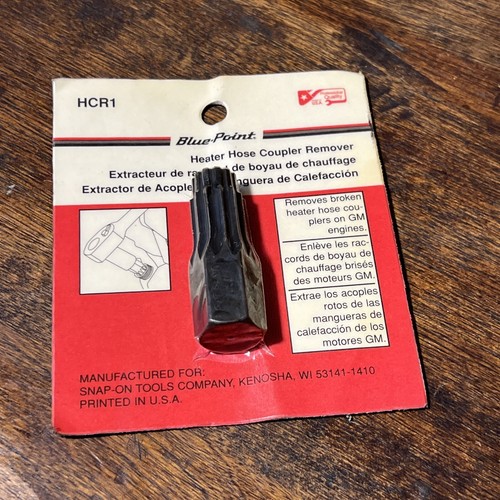 HCR1
USA
Blue-Point
Heater Hose Coupler Remover
Extracteur de de boyau de chauffage
Extractor de Acople de Calefacción
Removes broken
heater hose cou-
plers on GM
engines.
Enlève les rac-
cords de boyau de
chauffage brisés
des moteurs GM.
Extrae los acoples
rotos de las
mangueras de
calefacción de los
motores GM.
MANUFACTURED FOR:
SNAP-ON TOOLS COMPANY, KENOSHA, WI 53141-1410
PRINTED IN U.S.A.